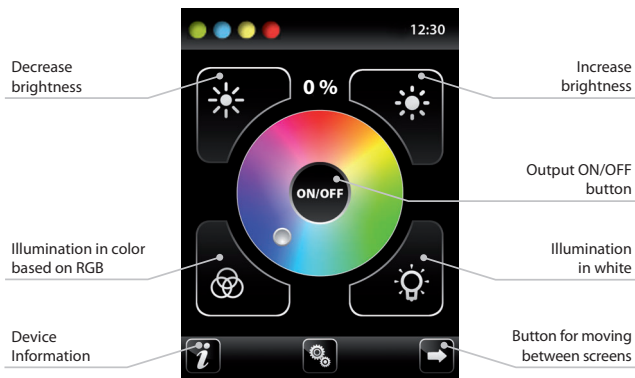 12:30
Decrease
brightness
0 %
Increase
brightness
Output ON/OFF
button
ON/OFF
Illumination in color
based on RGB
Illumination
in white
Device
Information
i
Button for moving
between screens